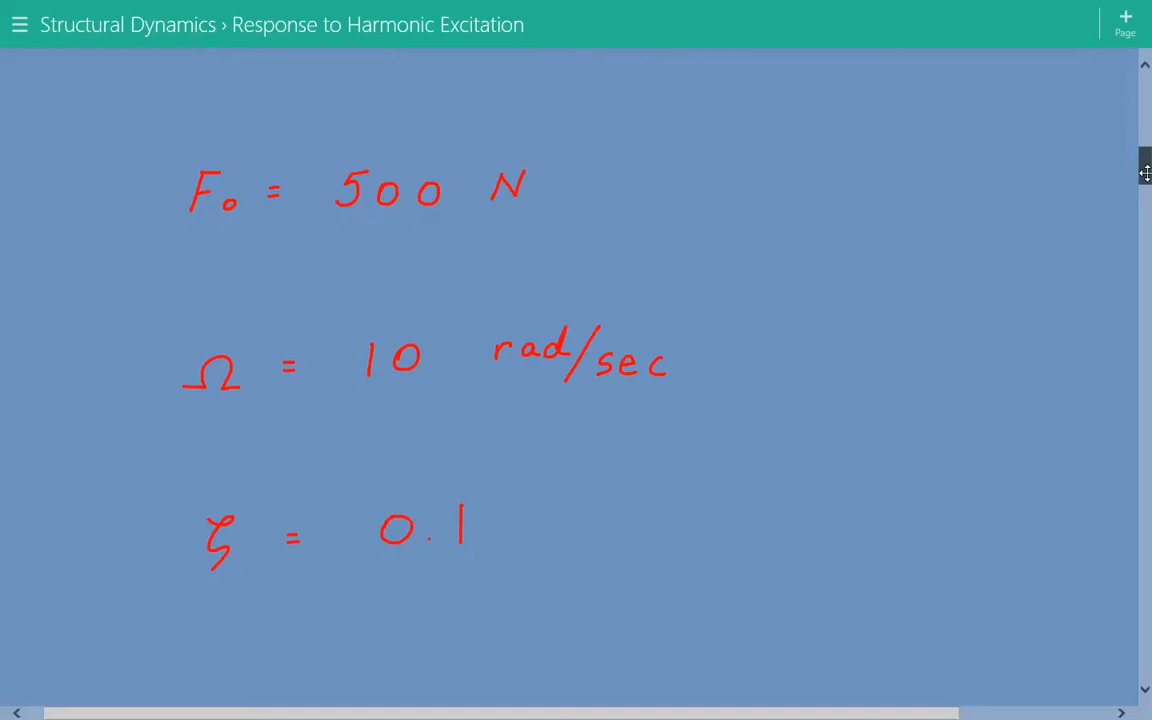 Structural Dynamics › Response to Harmonic Excitation
Page
F₀ = 500 N
Ω = 10 rad/sec
ζ = 0.1